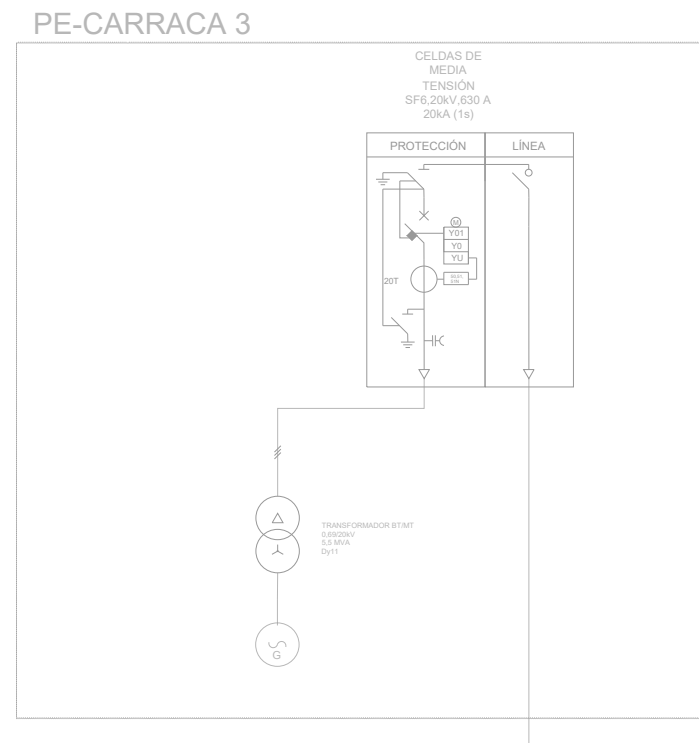 PE-CARRACA 3
CELDAS DE
MEDIA
TENSIÓN
SF6,20kV,630 A
20kA (1s)
PROTECCIÓN
LÍNEA
M
Y01
Y0
YU
20T
TRANSFORMADOR BT/MT
0,69/20kV
5,5 MVA
Dy11
G